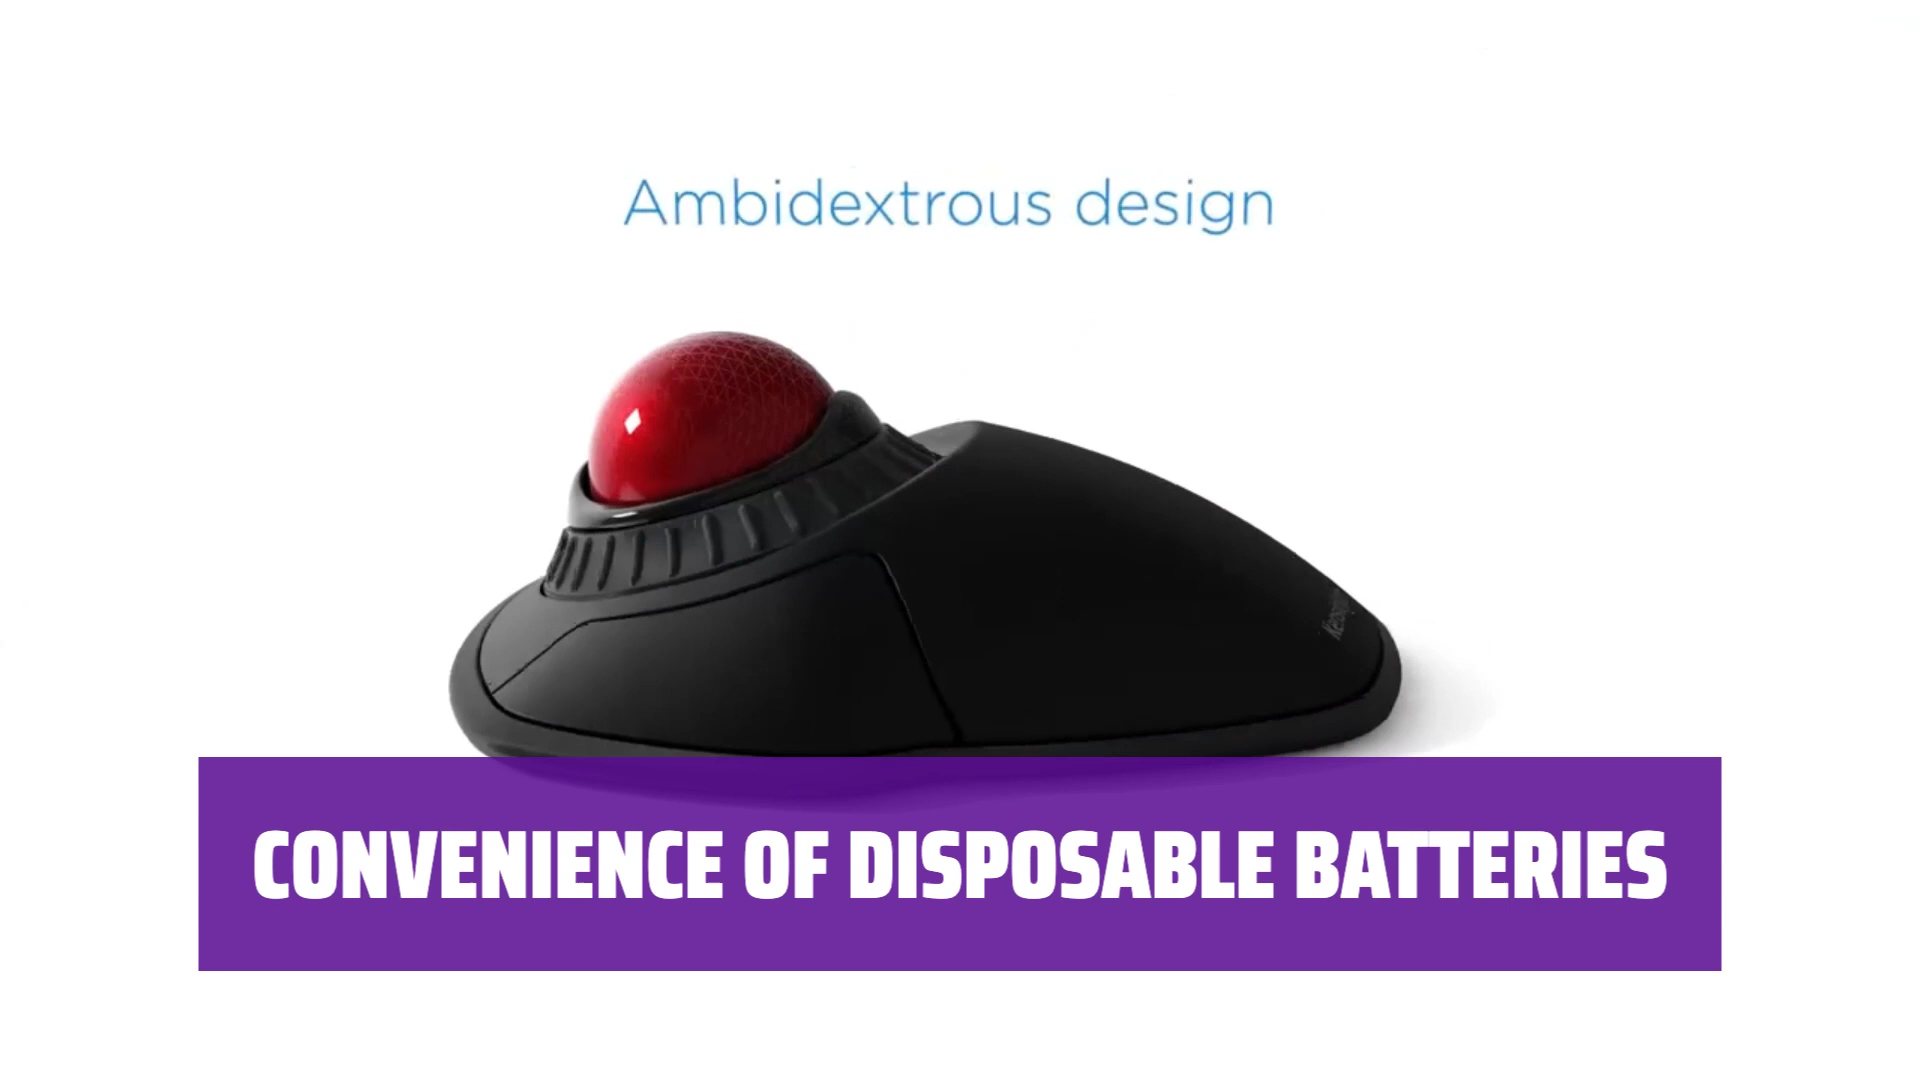 Ambidextrous design
CONVENIENCE OF DISPOSABLE BATTERIES